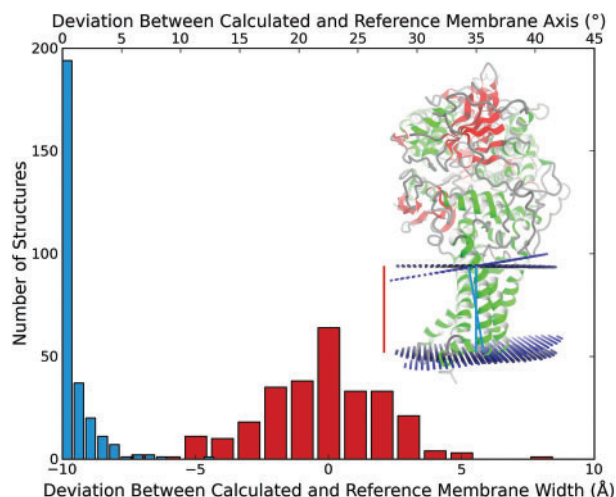 Deviation Between Calculated and Reference Membrane Axis (°)
0 5 10 15 20 25 30 35 40 45
200
150
100
50
0
Number of Structures
−10 −5 0 5 10
Deviation Between Calculated and Reference Membrane Width (Å)